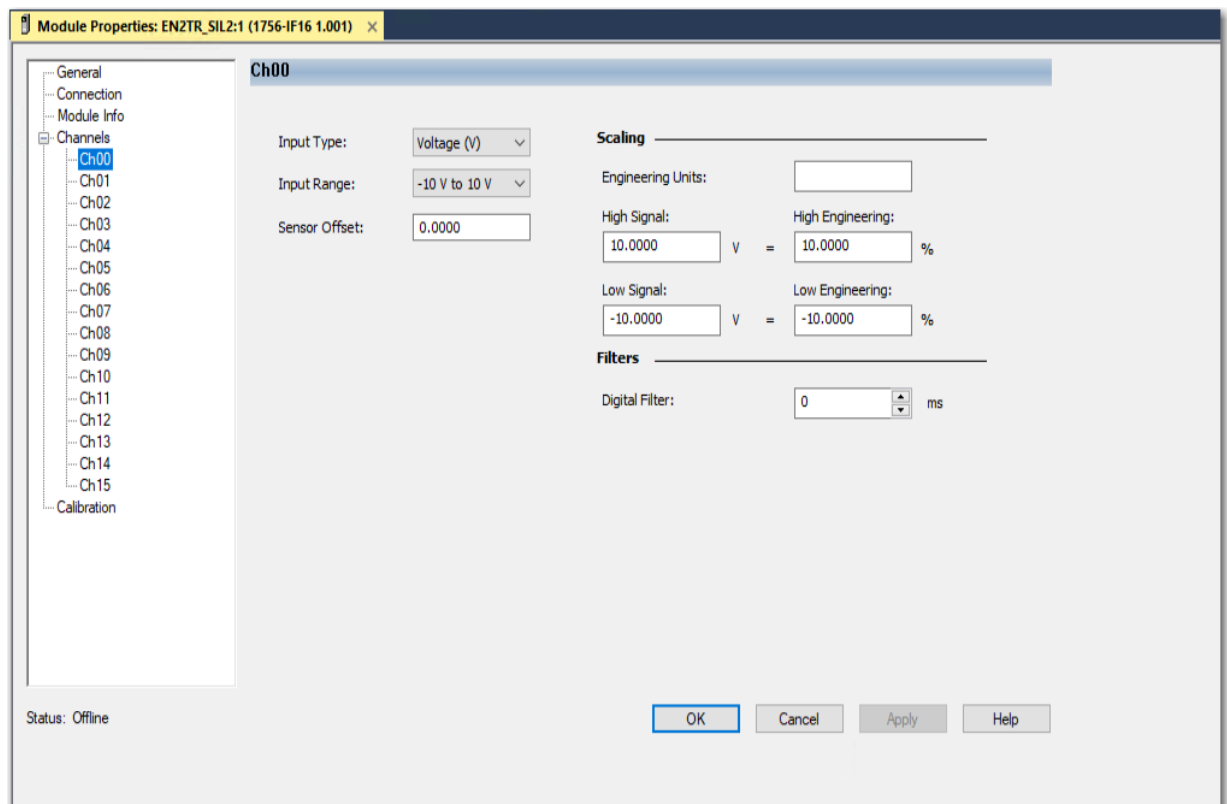 Module Properties: EN2TR_SIL2:1 (1756-IF16 1.001) ×
General
Connection
Module Info
Channels
Ch00
Ch01
Ch02
Ch03
Ch04
Ch05
Ch06
Ch07
Ch08
Ch09
Ch10
Ch11
Ch12
Ch13
Ch14
Ch15
Calibration
Ch00
Input Type: Voltage (V)
Input Range: -10 V to 10 V
Sensor Offset: 0.0000
Scaling
Engineering Units:
High Signal: High Engineering:
10.0000 V = 10.0000 %
Low Signal: Low Engineering:
-10.0000 V = -10.0000 %
Filters
Digital Filter: 0 ms
Status: Offline
OK Cancel Apply Help